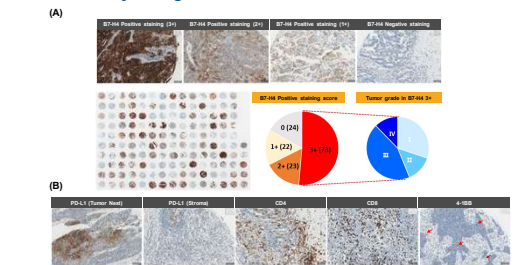 (A)
B7-H4 Positive staining (3+) B7-H4 Positive staining (2+) B7-H4 Positive staining (1+) B7-H4 Negative staining
B7-H4 Positive staining score Tumor grade in B7-H4 3+
0 (24)
1+ (22)
2+ (23)
3+ (73)
IV
I
II
III
(B)
PD-L1 (Tumor Nest) PD-L1 (Stroma) CD4 CD8 4-1BB